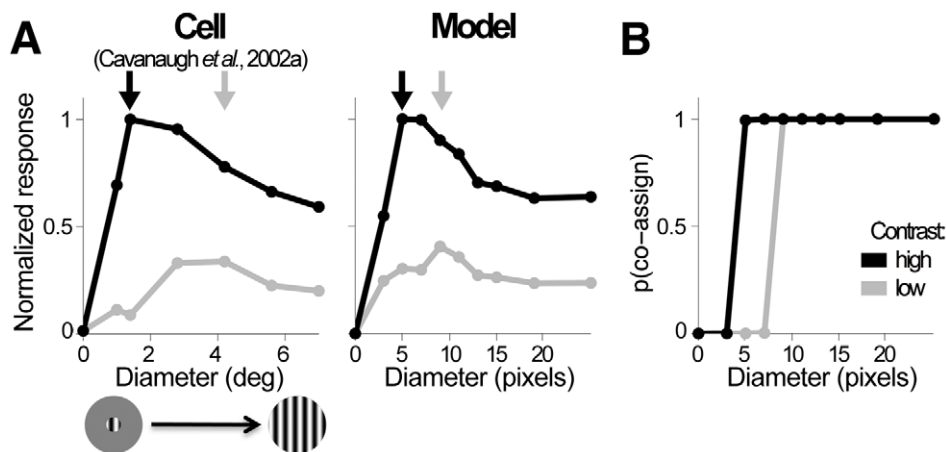 A
Cell
(Cavanaugh et al., 2002a)
Normalized response
1
0.5
0
0
2
4
6
Diameter (deg)
Model
0
5
10
20
Diameter (pixels)
B
p(co–assign)
1
0.5
0
0
5
10
20
Diameter (pixels)
Contrast:
high
low